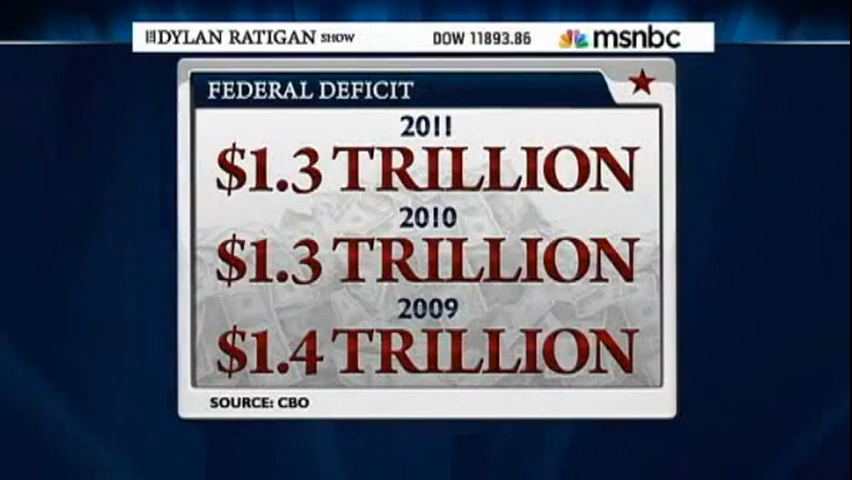 THE DYLAN RATIGAN SHOW DOW 11893.86 msnbc
FEDERAL DEFICIT
2011
$1.3 TRILLION
2010
$1.3 TRILLION
2009
$1.4 TRILLION
SOURCE: CBO